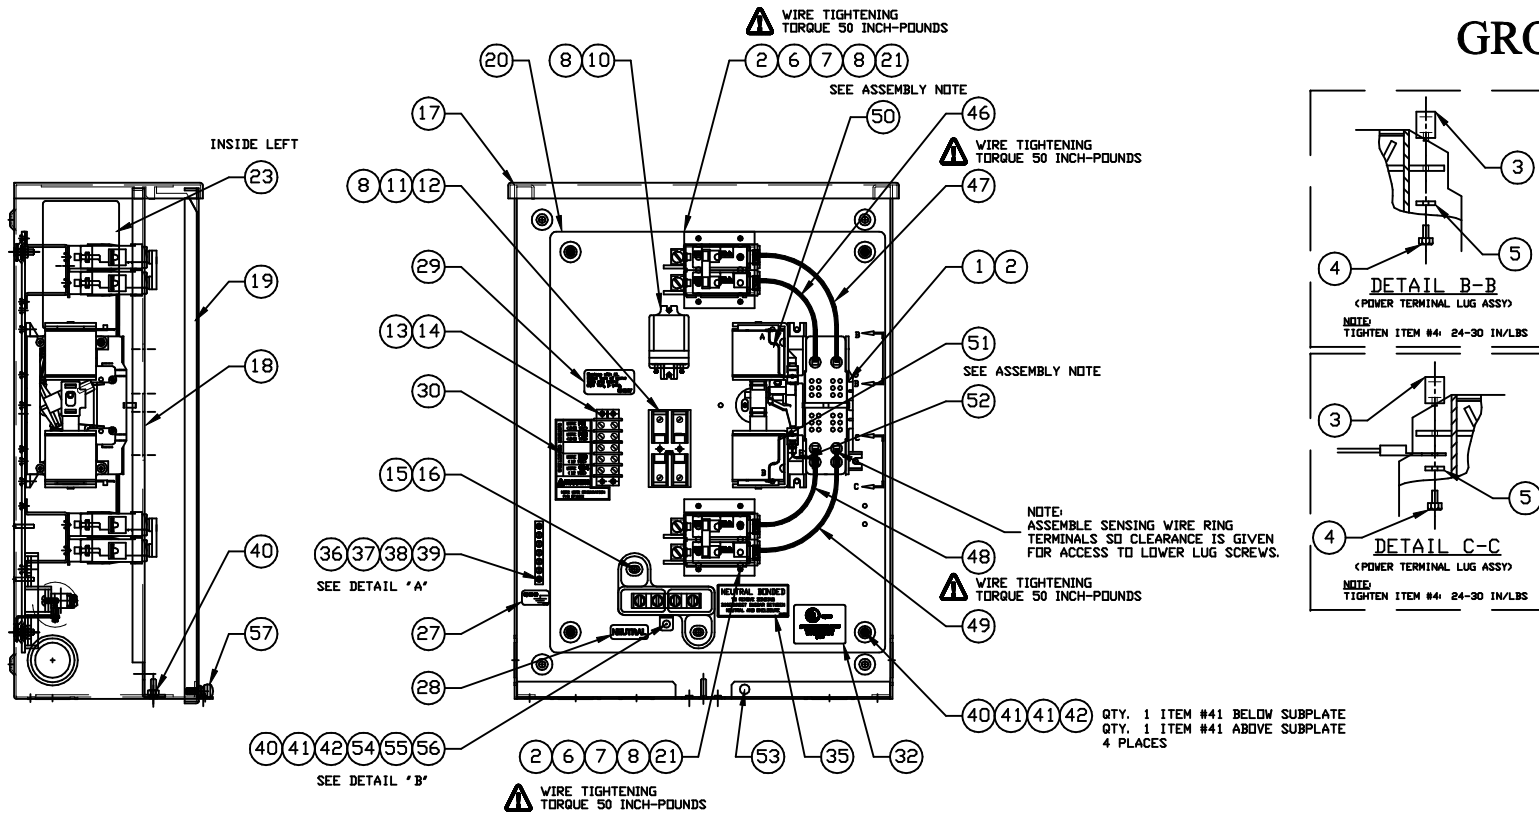 WIRE TIGHTENING
TORQUE 50 INCH-POUNDS
GRO
20 8 10 2 6 7 8 21
SEE ASSEMBLY NOTE
17 50 46
INSIDE LEFT
WIRE TIGHTENING
TORQUE 50 INCH-POUNDS
23 8 11 12 47
3
4 5
DETAIL B-B
(POWER TERMINAL LUG ASSY)
NOTE:
TIGHTEN ITEM #4: 24-30 IN/LBS
19 29 1 2
13 14 A B
51
SEE ASSEMBLY NOTE
18 30 52
B
C
C
B
15 16
3
4 5
DETAIL C-C
(POWER TERMINAL LUG ASSY)
NOTE:
TIGHTEN ITEM #4: 24-30 IN/LBS
NOTE:
ASSEMBLE SENSING WIRE RING
TERMINALS SO CLEARANCE IS GIVEN
FOR ACCESS TO LOWER LUG SCREWS.
40 36 37 38 39 48
SEE DETAIL "A"
WIRE TIGHTENING
TORQUE 50 INCH-POUNDS
NEUTRAL BONDED
57 27 49
NEUTRAL
28
40 41 41 42
QTY. 1 ITEM #41 BELOW SUBPLATE
QTY. 1 ITEM #41 ABOVE SUBPLATE
4 PLACES
40 41 42 54 55 56 2 6 7 8 21 53 35 32
SEE DETAIL "B"
WIRE TIGHTENING
TORQUE 50 INCH-POUNDS